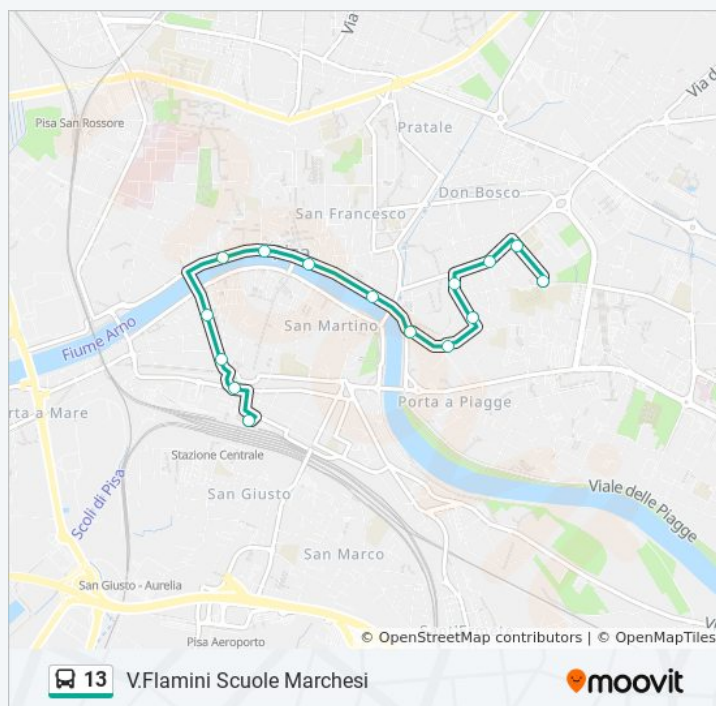 Via
Via d
Pisa San Rossore
Pratale
Don Bosco
San Francesco
San Martino
Fiume Arno
orta a Mare
Porta a Piagge
Stazione Centrale
San Giusto
Scoli di Pisa
Viale delle Piagge
San Marco
San Giusto - Aurelia
Pisa Aeroporto
© OpenStreetMap contributors | © OpenMapTiles
13 V.Flamini Scuole Marchesi
moovit